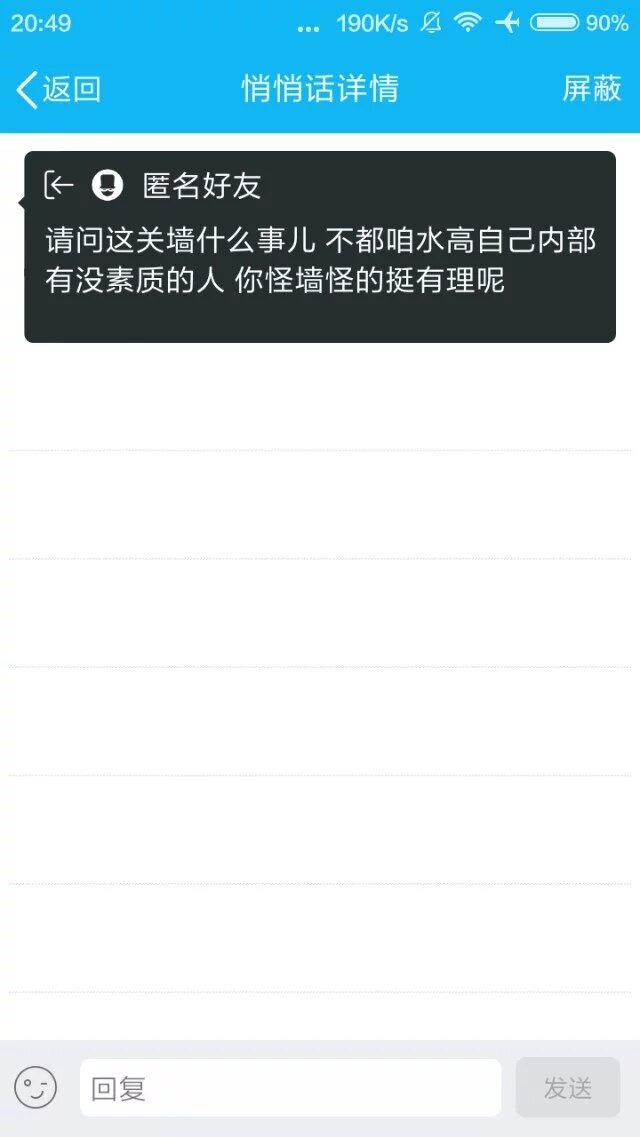 20:49 ... 190K/s 90%
返回 悄悄话详情 屏蔽
匿名好友
请问这关墙什么事儿 不都咱水高自己内部
有没素质的人 你怪墙怪的挺有理呢
回复 发送